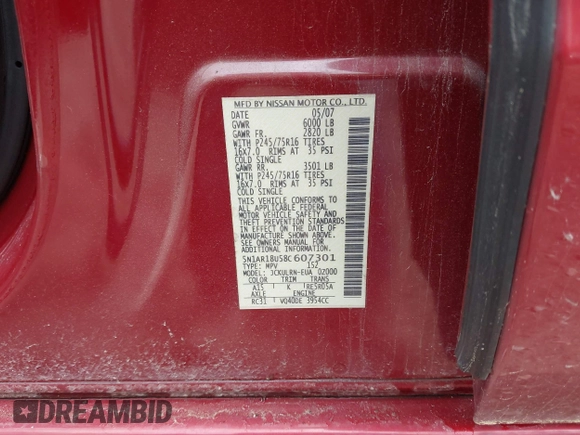 MFD BY NISSAN MOTOR CO., LTD.
DATE 05/07
GVWR 6000 LB
GAWR FR. 2820 LB
WITH P245/75R16 TIRES
16X7.0 RIMS AT 35 PSI
COLD SINGLE
GAWR RR. 3501 LB
WITH P245/75R16 TIRES
16X7.0 RIMS AT 35 PSI
COLD SINGLE
THIS VEHICLE CONFORMS TO
ALL APPLICABLE FEDERAL
MOTOR VEHICLE SAFETY AND
THEFT PREVENTION STANDARDS
IN EFFECT ON THE DATE OF
MANUFACTURE SHOWN ABOVE.
SEE OWNERS MANUAL FOR
ADDITIONAL INFORMATION.
5N1AR18U58C607301
TYPE: MPV 152
MODEL: JCKULRN-EUA 02000
COLOR TRIM TRANS
A15 K RE5R05A
AXLE ENGINE
RC31 VQ40DE 3954CC
DREAMBID